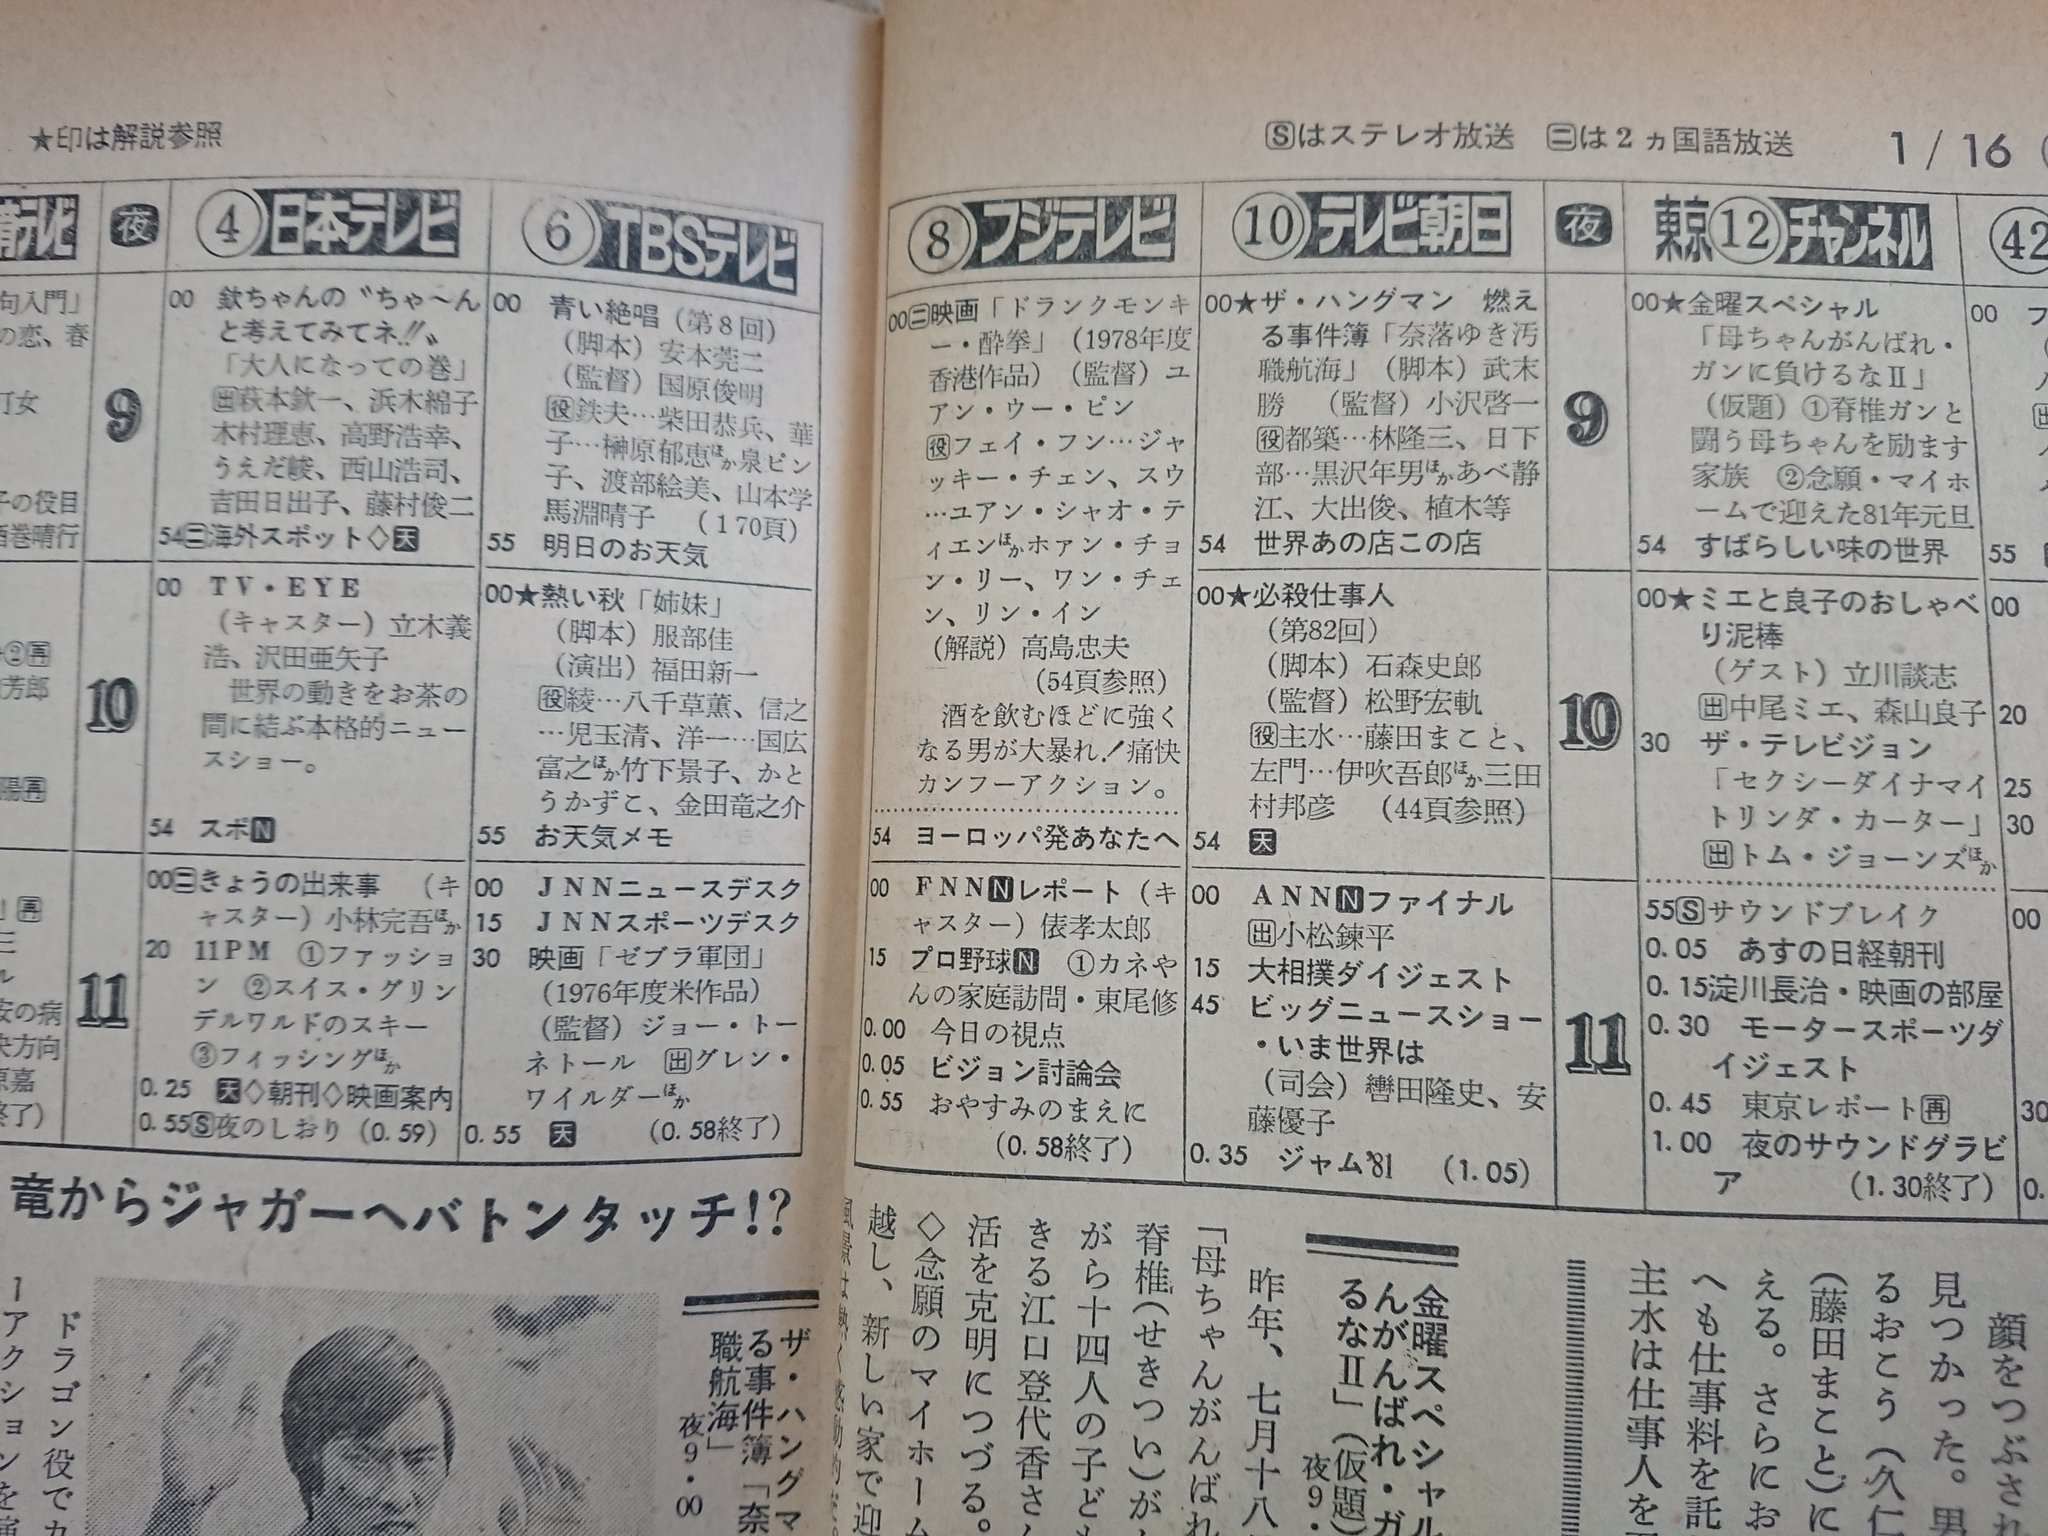 ★印は解説参照
Ⓢはステレオ放送　㊁は2ヵ国語放送　1/16
夜
④日本テレビ
00　欽ちゃんの〝ちゃ〜ん
と考えてみてネ!!〟
「大人になっての巻」
出萩本欽一、浜木綿子
木村理恵、高野浩幸、
うえだ峻、西山浩司、
吉田日出子、藤村俊二
54㊁海外スポット◇天
00　TV・EYE
（キャスター）立木義
浩、沢田亜矢子
世界の動きをお茶の
間に結ぶ本格的ニュー
スショー。
54　スポN
00㊁きょうの出来事　（キ
ャスター）小林完吾ほか
20　11PM　①ファッショ
ン　②スイス・グリン
デルワルドのスキー
③フィッシングほか
0.25　天◇朝刊◇映画案内
0.55Ⓢ夜のしおり（0.59）
⑥TBSテレビ
00　青い絶唱（第8回）
（脚本）安本莞二
（監督）国原俊明
役鉄夫…柴田恭兵、華
子…榊原郁恵ほか泉ピン
子、渡部絵美、山本学
馬淵晴子　（170頁）
55　明日のお天気
00★熱い秋「姉妹」
（脚本）服部佳
（演出）福田新一
役綾…八千草薫、信之
…児玉清、洋一…国広
富之ほか竹下景子、かと
うかずこ、金田竜之介
55　お天気メモ
00　JNNニュースデスク
15　JNNスポーツデスク
30　映画「ゼブラ軍団」
（1976年度米作品）
（監督）ジョー・トー
ネトール　出グレン・
ワイルダーほか
0.55　天　（0.58終了）
⑧フジテレビ
00㊁映画「ドランクモンキ
ー・酔拳」（1978年度
香港作品）（監督）ユ
アン・ウー・ピン
役フェイ・フン…ジャ
ッキー・チェン、スウ
…ユアン・シャオ・テ
ィエンほかホァン・チョ
ン・リー、ワン・チェ
ン、リン・イン
（解説）高島忠夫
（54頁参照）
酒を飲むほどに強く
なる男が大暴れ！痛快
カンフーアクション。
54　ヨーロッパ発あなたへ
00　FNNNレポート（キ
ャスター）俵孝太郎
15　プロ野球N　①カネや
んの家庭訪問・東尾修
0.00　今日の視点
0.05　ビジョン討論会
0.55　おやすみのまえに
（0.58終了）
⑩テレビ朝日
00★ザ・ハングマン　燃え
る事件簿「奈落ゆき汚
職航海」（脚本）武末
勝　（監督）小沢啓一
役都築…林隆三、日下
部…黒沢年男ほかあべ静
江、大出俊、植木等
54　世界あの店この店
00★必殺仕事人
（第82回）
（脚本）石森史郎
（監督）松野宏軌
役主水…藤田まこと、
左門…伊吹吾郎ほか三田
村邦彦　（44頁参照）
54　天
00　ANNNファイナル
出小松錬平
15　大相撲ダイジェスト
45　ビッグニュースショー
・いま世界は
（司会）轡田隆史、安
藤優子
0.35　ジャム'81　（1.05）
夜
9
10
11
東京⑫チャンネル
00★金曜スペシャル
「母ちゃんがんばれ・
ガンに負けるなⅡ」
（仮題）①脊椎ガンと
闘う母ちゃんを励ます
家族　②念願・マイホ
ームで迎えた81年元旦
54　すばらしい味の世界
00★ミエと良子のおしゃべ
り泥棒
（ゲスト）立川談志
出中尾ミエ、森山良子
30　ザ・テレビジョン
「セクシーダイナマイ
トリンダ・カーター」
出トム・ジョーンズほか
55Ⓢサウンドブレイク
0.05　あすの日経朝刊
0.15淀川長治・映画の部屋
0.30　モータースポーツダ
イジェスト
0.45　東京レポート再
1.00　夜のサウンドグラビ
ア　（1.30終了）
竜からジャガーへバトンタッチ!?
ドラゴン役でカ
ザ・ハングマ
る事件簿「奈
職航海」
夜9・00
金曜スペシャル
んがんばれ・ガ
るなⅡ」（仮題）
夜9・
昨年、七月十八
「母ちゃんがんばれ
脊椎（せきつい）がん
がら十四人の子ども
きる江口登代香さん
活を克明につづる。
◇念願のマイホーム
越し、新しい家で迎
顔をつぶされ
見つかった。男
るおこう（久仁
（藤田まこと）に
える。さらにお
へも仕事料を託
主水は仕事人を